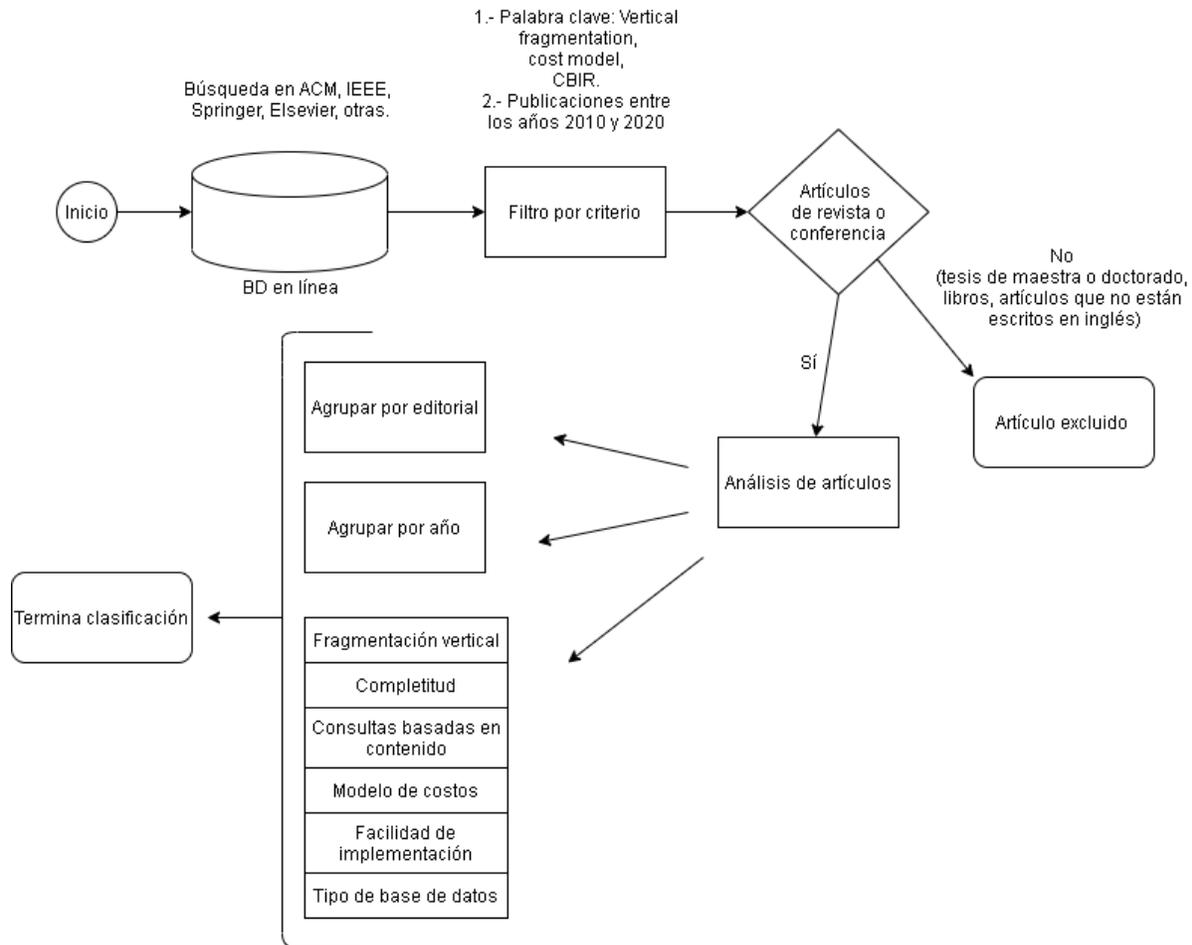 1.- Palabra clave: Vertical
fragmentation,
cost model,
CBIR.
2.- Publicaciones entre
los años 2010 y 2020
Búsqueda en ACM, IEEE,
Springer, Elsevier, otras.
Inicio
BD en línea
Filtro por criterio
Artículos
de revista o
conferencia
No
(tesis de maestra o doctorado,
libros, artículos que no están
escritos en inglés)
Sí
Artículo excluido
Análisis de artículos
Agrupar por editorial
Agrupar por año
Termina clasificación
Fragmentación vertical
Completitud
Consultas basadas en
contenido
Modelo de costos
Facilidad de
implementación
Tipo de base de datos